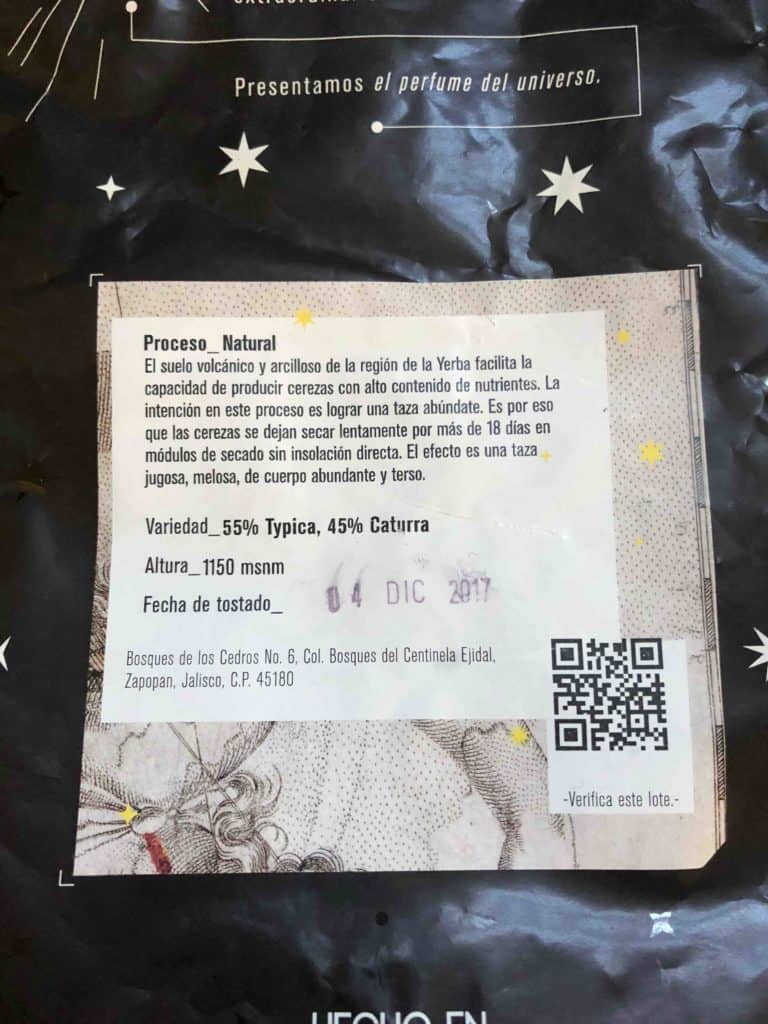 Presentamos el perfume del universo.
Proceso_ Natural
El suelo volcánico y arcilloso de la región de la Yerba facilita la
capacidad de producir cerezas con alto contenido de nutrientes. La
intención en este proceso es lograr una taza abúndate. Es por eso
que las cerezas se dejan secar lentamente por más de 18 días en
módulos de secado sin insolación directa. El efecto es una taza
jugosa, melosa, de cuerpo abundante y terso.
Variedad_55% Typica, 45% Caturra
Altura_1150 msnm
Fecha de tostado_ 04 DIC 2017
Bosques de los Cedros No. 6, Col. Bosques del Centinela Ejidal,
Zapopan, Jalisco, C.P. 45180
-Verifica este lote.-
HECHO EN